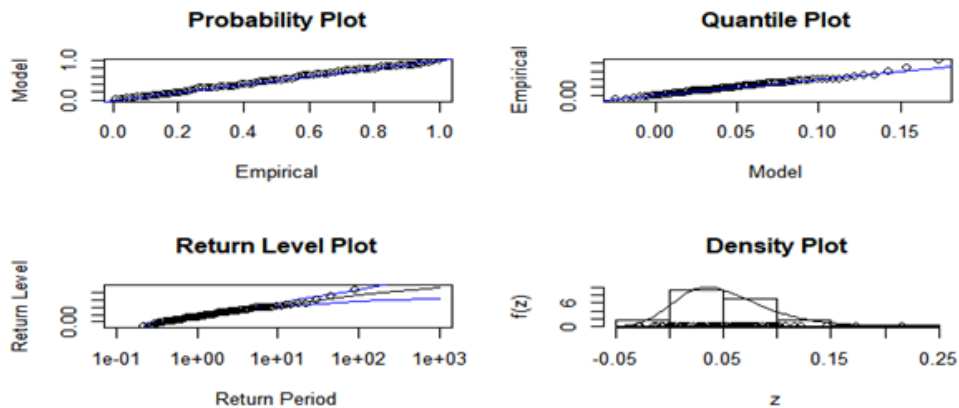 Probability Plot
Model
0.0 1.0
0.0 0.2 0.4 0.6 0.8 1.0
Empirical
Quantile Plot
Empirical
0.00
0.00 0.05 0.10 0.15
Model
Return Level Plot
Return Level
0.00
1e-01 1e+00 1e+01 1e+02 1e+03
Return Period
Density Plot
f(z)
0 6
-0.05 0.05 0.15 0.25
z